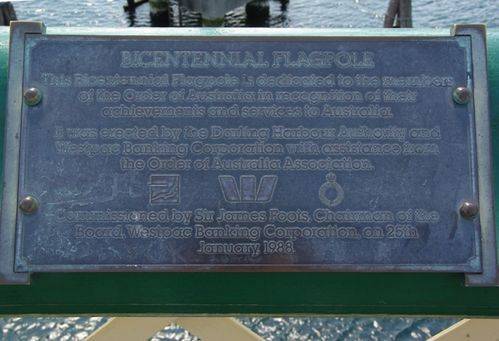 BICENTENNIAL FLAGPOLE
This Bicentennial Flagpole is dedicated to the members
of the Order of Australia in recognition of their
achievements and services to Australia.
It was erected by the Darling Harbour Authority and
Westpac Banking Corporation with assistance from
the Order of Australia Association.
Commissioned by Sir James Foots, Chairman of the
Board, Westpac Banking Corporation, on 25th
January, 1988